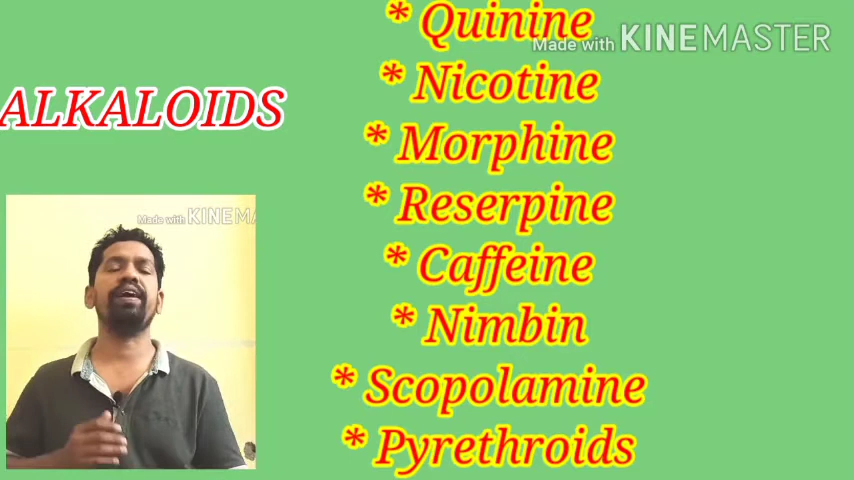 * Quinine
Made with KINEMASTER
* Nicotine
ALKALOIDS
* Morphine
* Reserpine
Made with KINEMA
* Caffeine
* Nimbin
* Scopolamine
* Pyrethroids